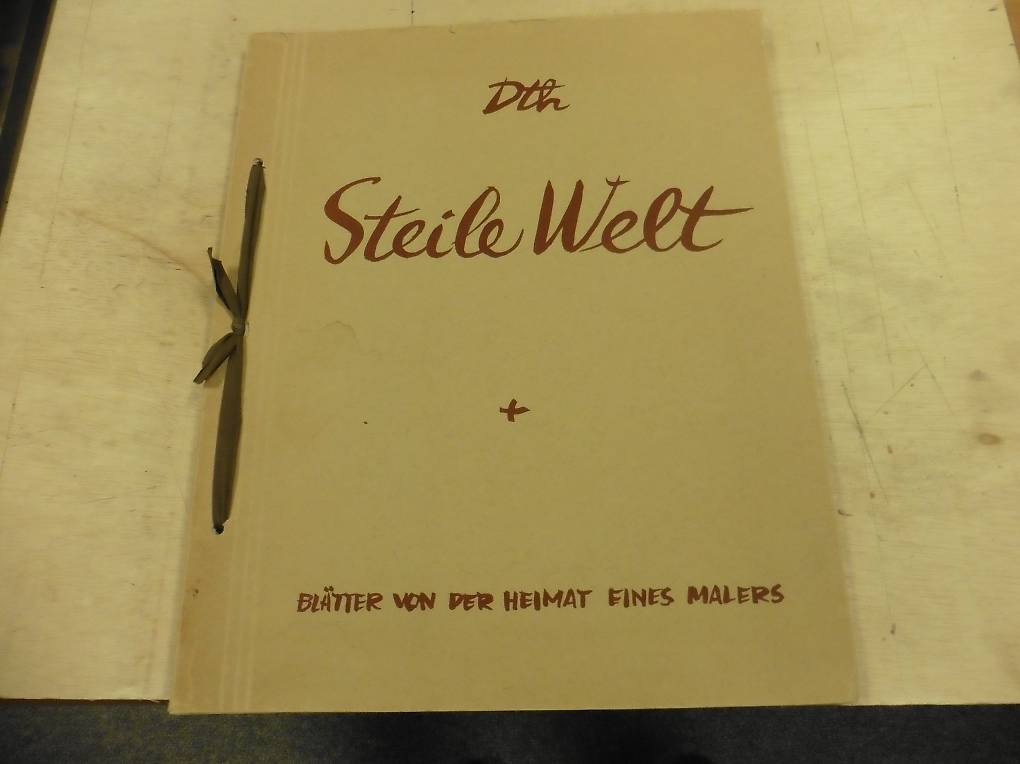 Dth
Steile Welt
+
BLÄTTER VON DER HEIMAT EINES MALERS